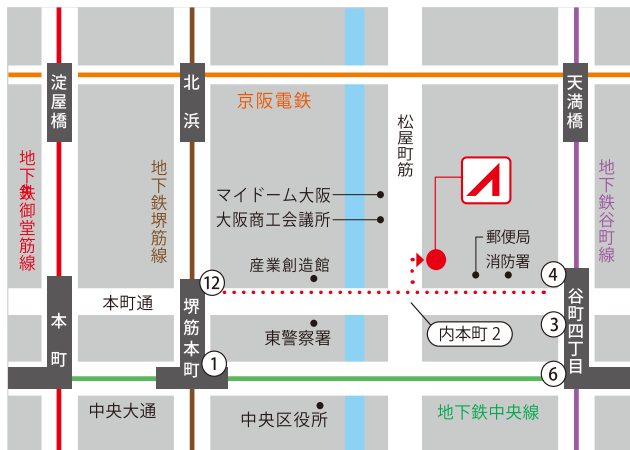 淀屋橋
北浜
天満橋
京阪電鉄
松屋町筋
地下鉄御堂筋線
地下鉄堺筋線
地下鉄谷町線
マイドーム大阪
大阪商工会議所
郵便局
消防署
産業創造館
12
4
本町通
本町
堺筋本町
東警察署
内本町2
3
谷町四丁目
1
6
中央大通
中央区役所
地下鉄中央線